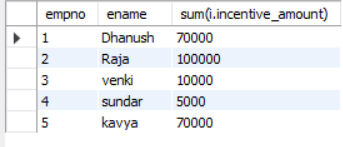 empno ename sum(i.incentive_amount)
1 Dhanush 70000
2 Raja 100000
3 venki 10000
4 sundar 5000
5 kavya 70000